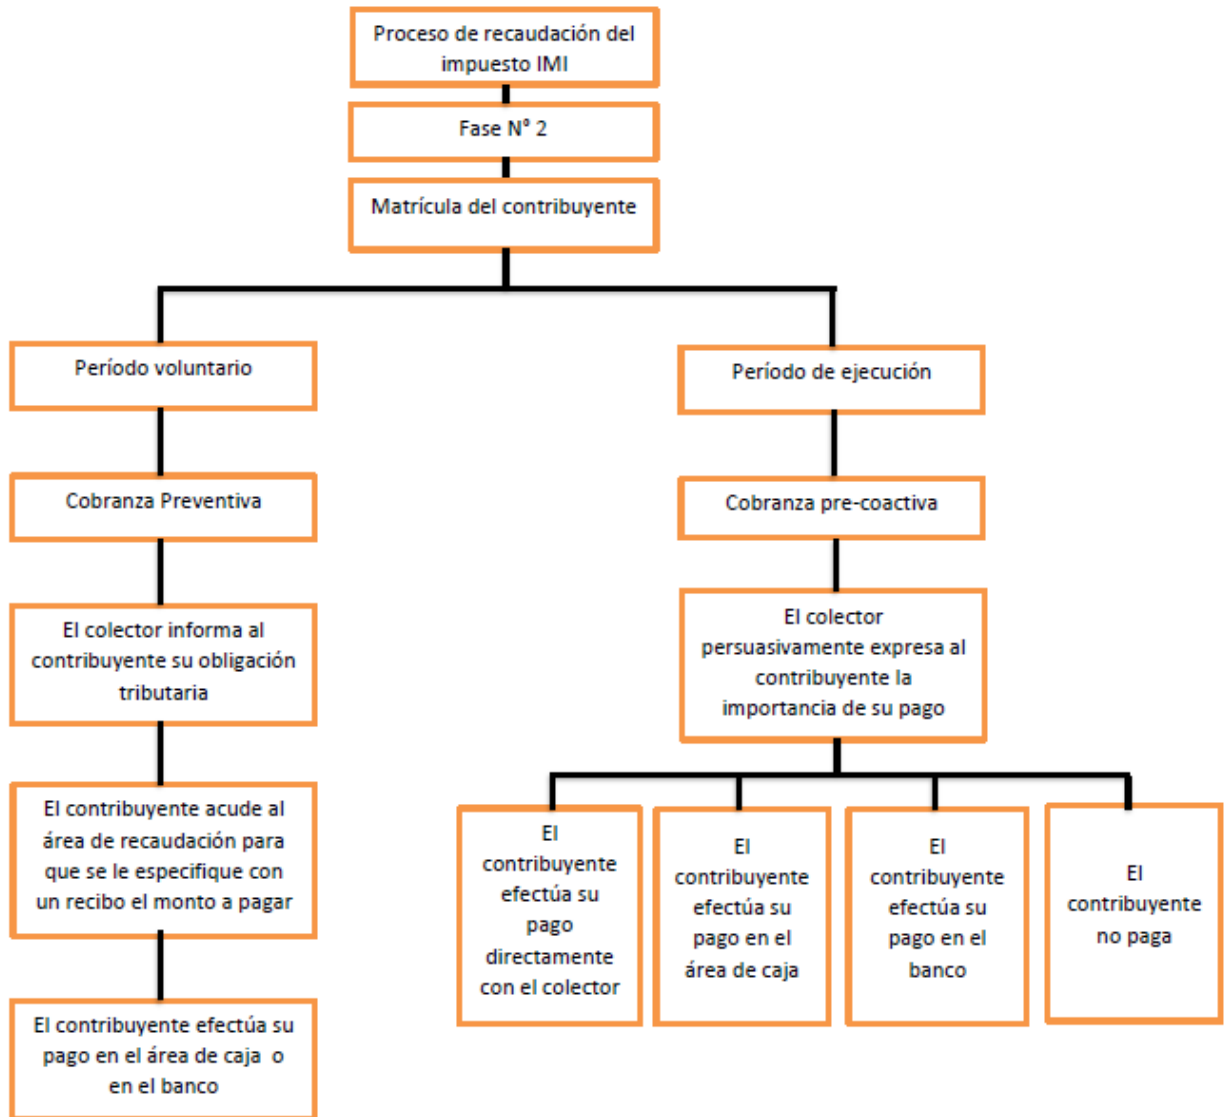 Proceso de recaudación del
impuesto IMI
Fase N° 2
Matrícula del contribuyente
Período voluntario
Cobranza Preventiva
El colector informa al
contribuyente su obligación
tributaria
El contribuyente acude al
área de recaudación para
que se le especifique con
un recibo el monto a pagar
El contribuyente efectúa su
pago en el área de caja o
en el banco
Período de ejecución
Cobranza pre-coactiva
El colector
persuasivamente expresa al
contribuyente la
importancia de su pago
El
contribuyente
efectúa su
pago
directamente
con el colector
El
contribuyente
efectúa su
pago en el
área de caja
El
contribuyente
efectúa su
pago en el
banco
El
contribuyente
no paga